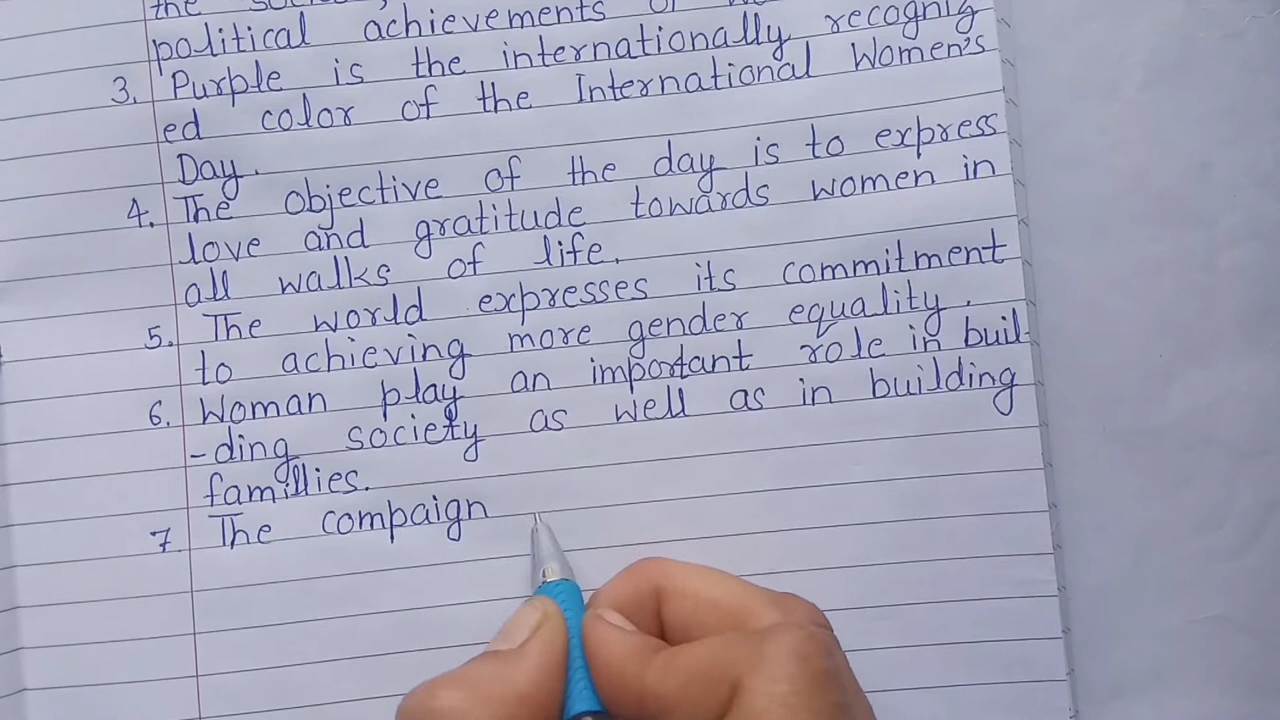 the
political achievements
3. Purple is the internationally recogniz
ed color of the International Women's
Day.
4. The objective of the day is to express
love and gratitude towards women in
all walks of life.
5. The world expresses its commitment
to achieving more gender equality.
6. Woman play an important role in buil-
-ding society as well as in building
famillies.
7. The compaign